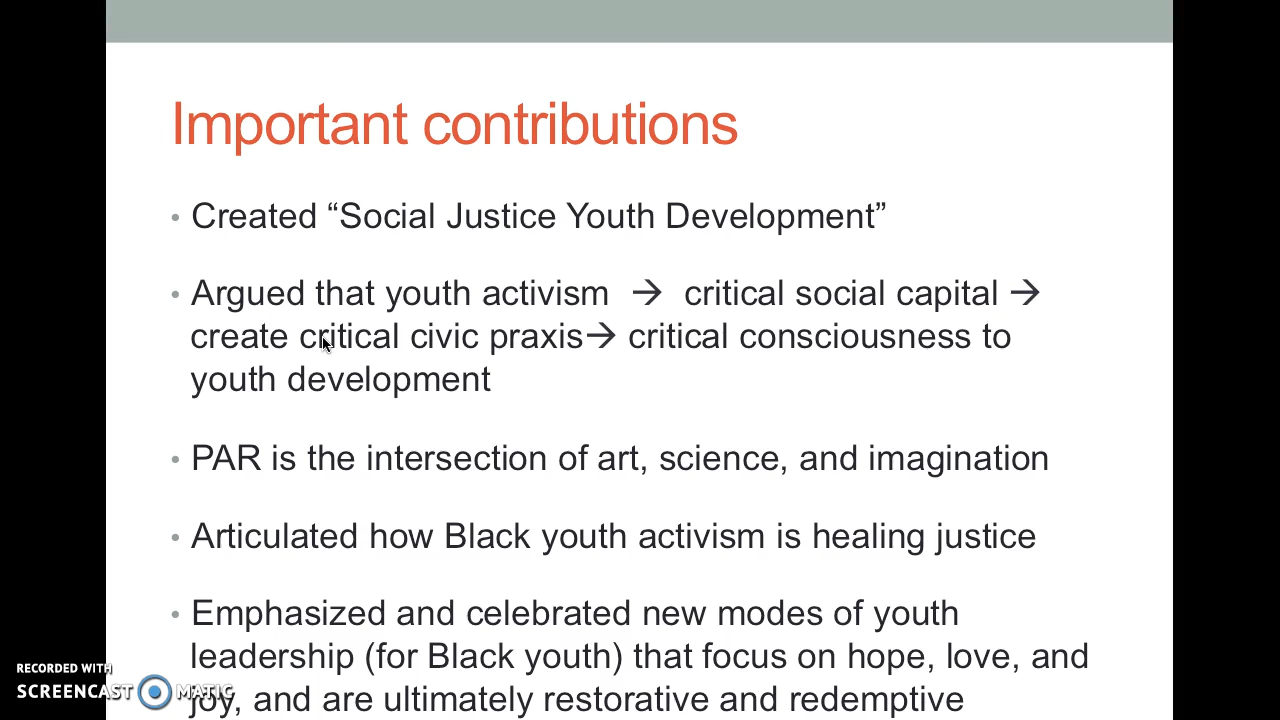 Important contributions
• Created “Social Justice Youth Development”
• Argued that youth activism → critical social capital →
create critical civic praxis→ critical consciousness to
youth development
• PAR is the intersection of art, science, and imagination
• Articulated how Black youth activism is healing justice
• Emphasized and celebrated new modes of youth
leadership (for Black youth) that focus on hope, love, and
joy, and are ultimately restorative and redemptive
RECORDED WITH
SCREENCAST MATIC